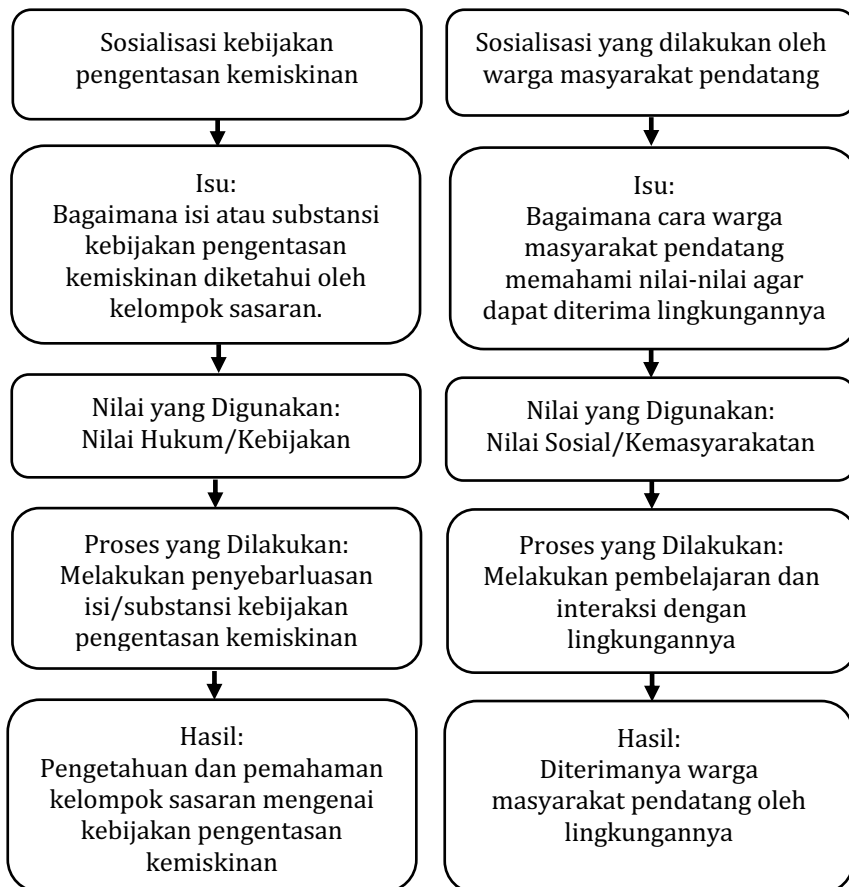 Sosialisasi kebijakan
pengentasan kemiskinan
Isu:
Bagaimana isi atau substansi
kebijakan pengentasan
kemiskinan diketahui oleh
kelompok sasaran.
Nilai yang Digunakan:
Nilai Hukum/Kebijakan
Proses yang Dilakukan:
Melakukan penyebarluasan
isi/substansi kebijakan
pengentasan kemiskinan
Hasil:
Pengetahuan dan pemahaman
kelompok sasaran mengenai
kebijakan pengentasan
kemiskinan
Sosialisasi yang dilakukan oleh
warga masyarakat pendatang
Isu:
Bagaimana cara warga
masyarakat pendatang
memahami nilai-nilai agar
dapat diterima lingkungannya
Nilai yang Digunakan:
Nilai Sosial/Kemasyarakatan
Proses yang Dilakukan:
Melakukan pembelajaran dan
interaksi dengan
lingkungannya
Hasil:
Diterimanya warga
masyarakat pendatang oleh
lingkungannya